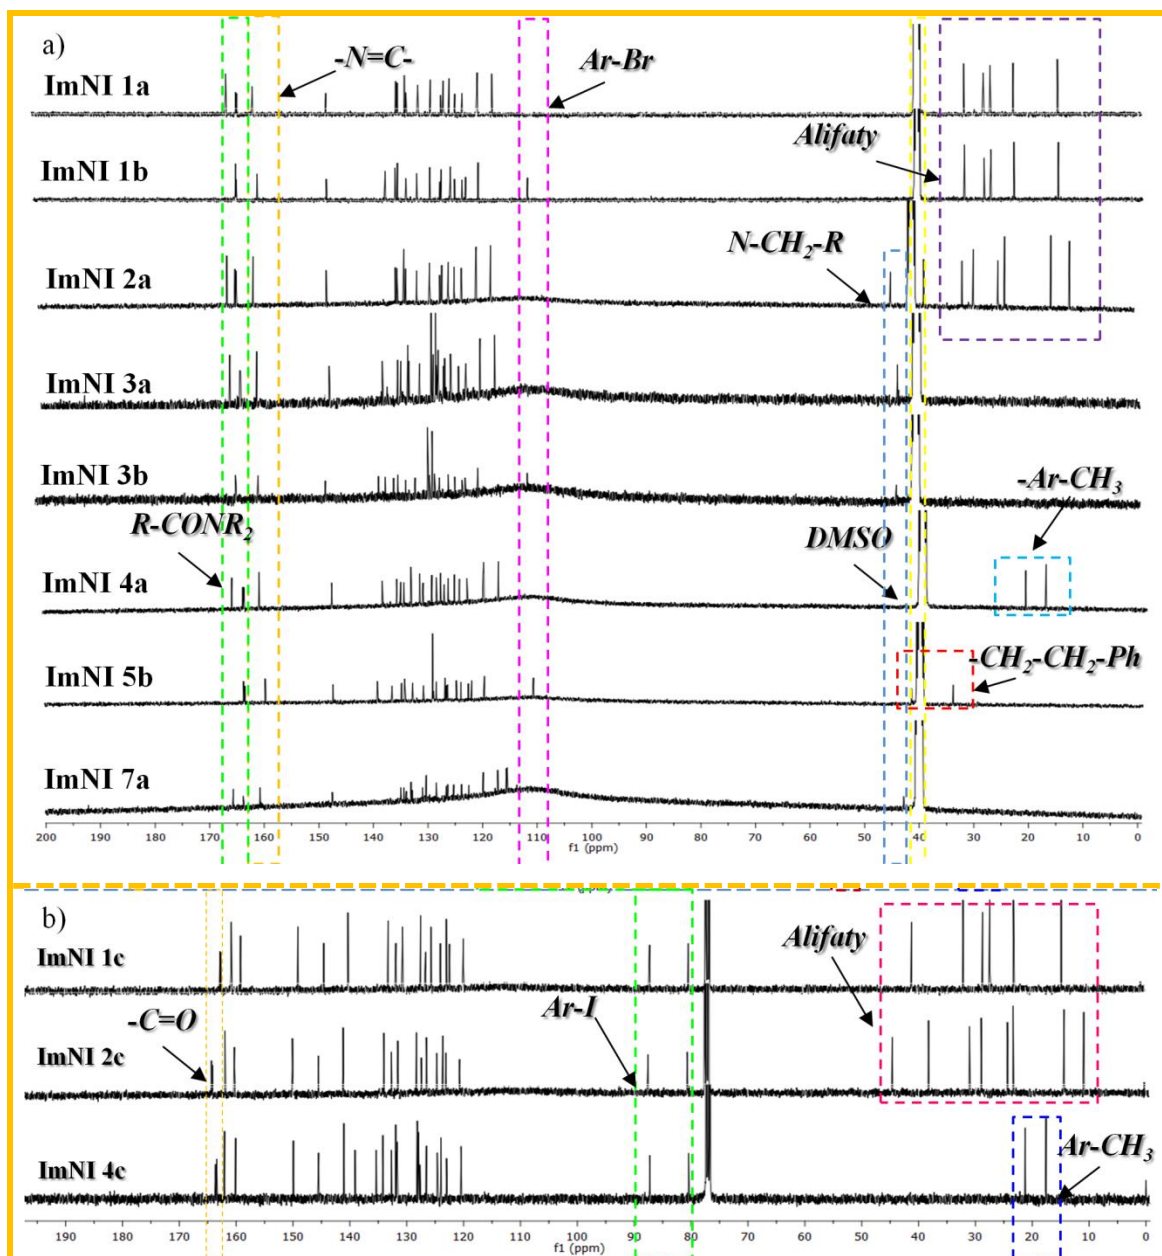 a)
-N=C-
Ar-Br
ImNI 1a
Alifaty
ImNI 1b
N-CH2-R
ImNI 2a
ImNI 3a
ImNI 3b
-Ar-CH3
R-CONR2
DMSO
ImNI 4a
-CH2-CH2-Ph
ImNI 5b
ImNI 7a
200 190 180 170 160 150 140 130 120 110 100 90 80 70 60 50 40 30 20 10 0
f1 (ppm)
b)
ImNI 1c
Alifaty
-C=O
Ar-I
ImNI 2c
ImNI 4c
Ar-CH3
190 180 170 160 150 140 130 120 110 100 90 80 70 60 50 40 30 20 10 0
f1 (ppm)